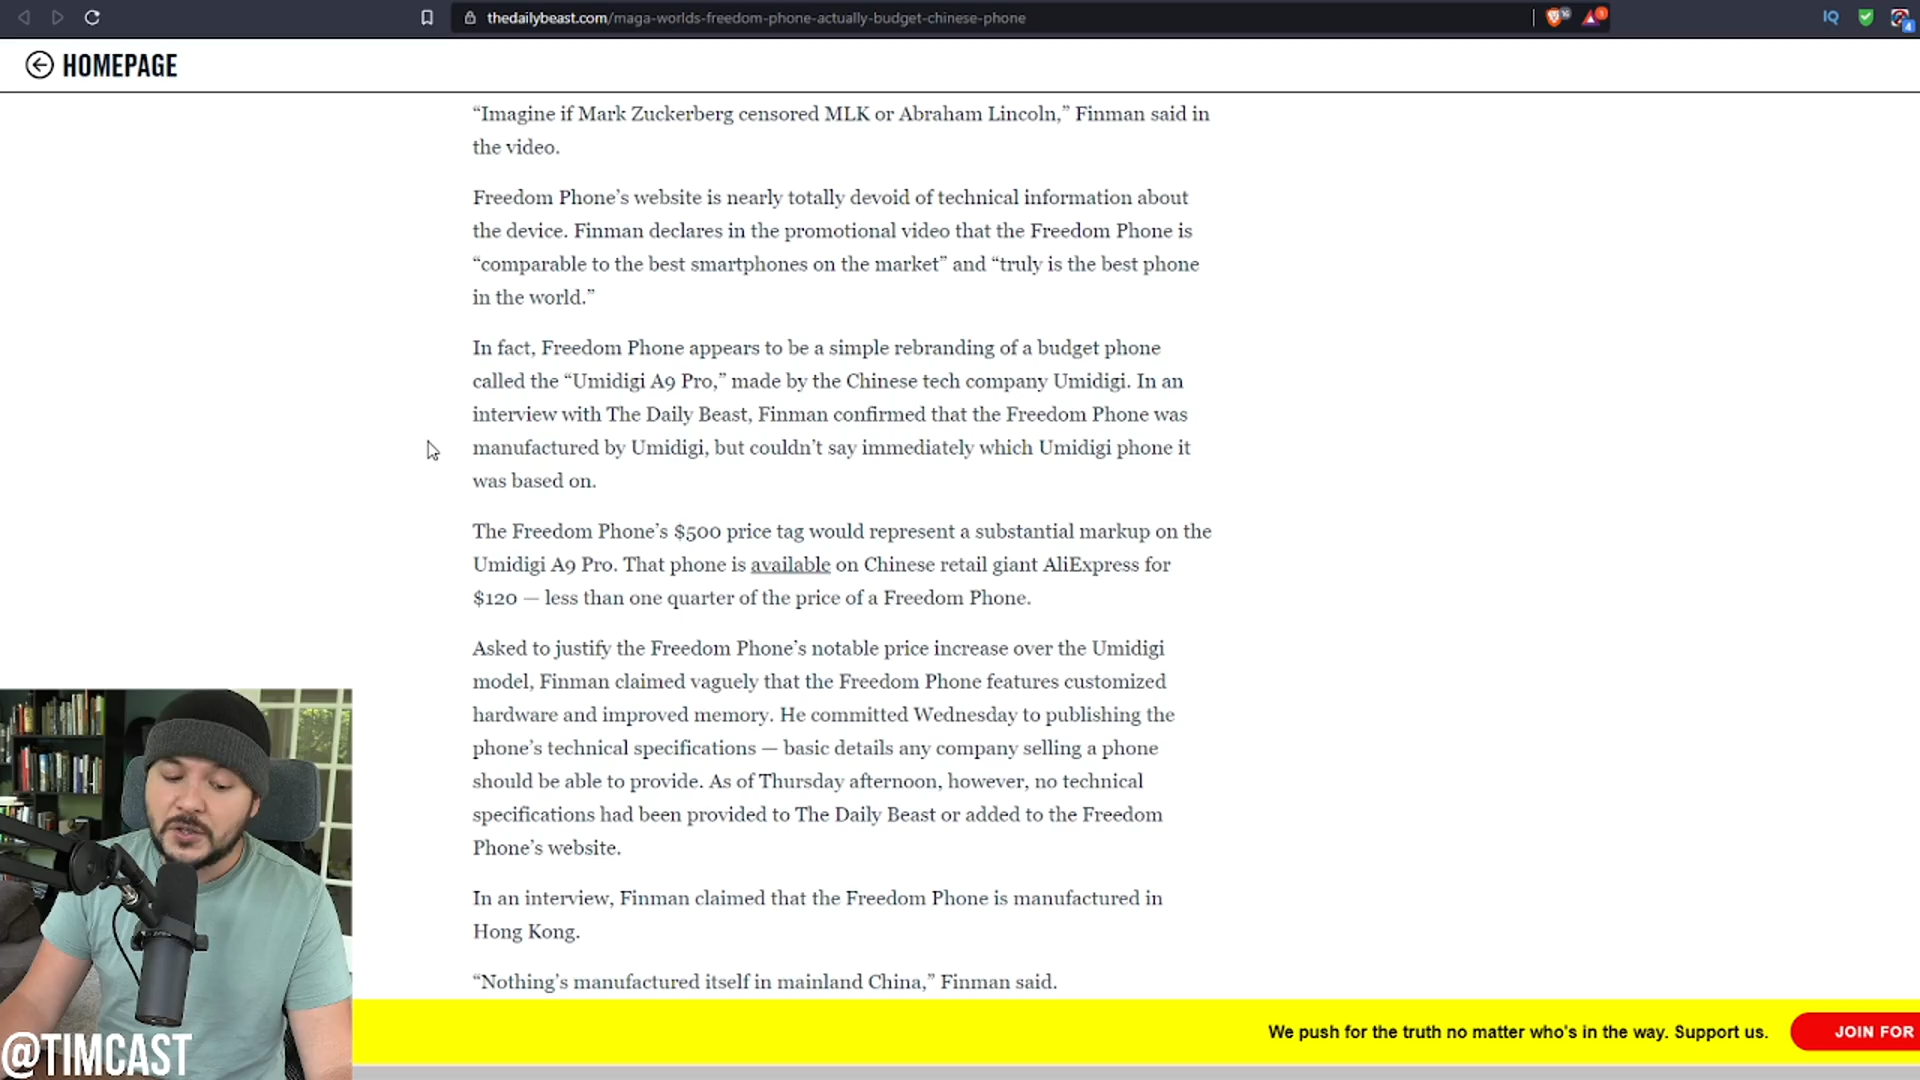 thedailybeast.com/maga-worlds-freedom-phone-actually-budget-chinese-phone
IQ
HOMEPAGE
“Imagine if Mark Zuckerberg censored MLK or Abraham Lincoln,” Finman said in
the video.
Freedom Phone’s website is nearly totally devoid of technical information about
the device. Finman declares in the promotional video that the Freedom Phone is
“comparable to the best smartphones on the market” and “truly is the best phone
in the world.”
In fact, Freedom Phone appears to be a simple rebranding of a budget phone
called the “Umidigi A9 Pro,” made by the Chinese tech company Umidigi. In an
interview with The Daily Beast, Finman confirmed that the Freedom Phone was
manufactured by Umidigi, but couldn’t say immediately which Umidigi phone it
was based on.
The Freedom Phone’s $500 price tag would represent a substantial markup on the
Umidigi A9 Pro. That phone is available on Chinese retail giant AliExpress for
$120 — less than one quarter of the price of a Freedom Phone.
Asked to justify the Freedom Phone’s notable price increase over the Umidigi
model, Finman claimed vaguely that the Freedom Phone features customized
hardware and improved memory. He committed Wednesday to publishing the
phone’s technical specifications — basic details any company selling a phone
should be able to provide. As of Thursday afternoon, however, no technical
specifications had been provided to The Daily Beast or added to the Freedom
Phone’s website.
In an interview, Finman claimed that the Freedom Phone is manufactured in
Hong Kong.
“Nothing’s manufactured itself in mainland China,” Finman said.
We push for the truth no matter who's in the way. Support us.
JOIN FOR
@TIMCAST